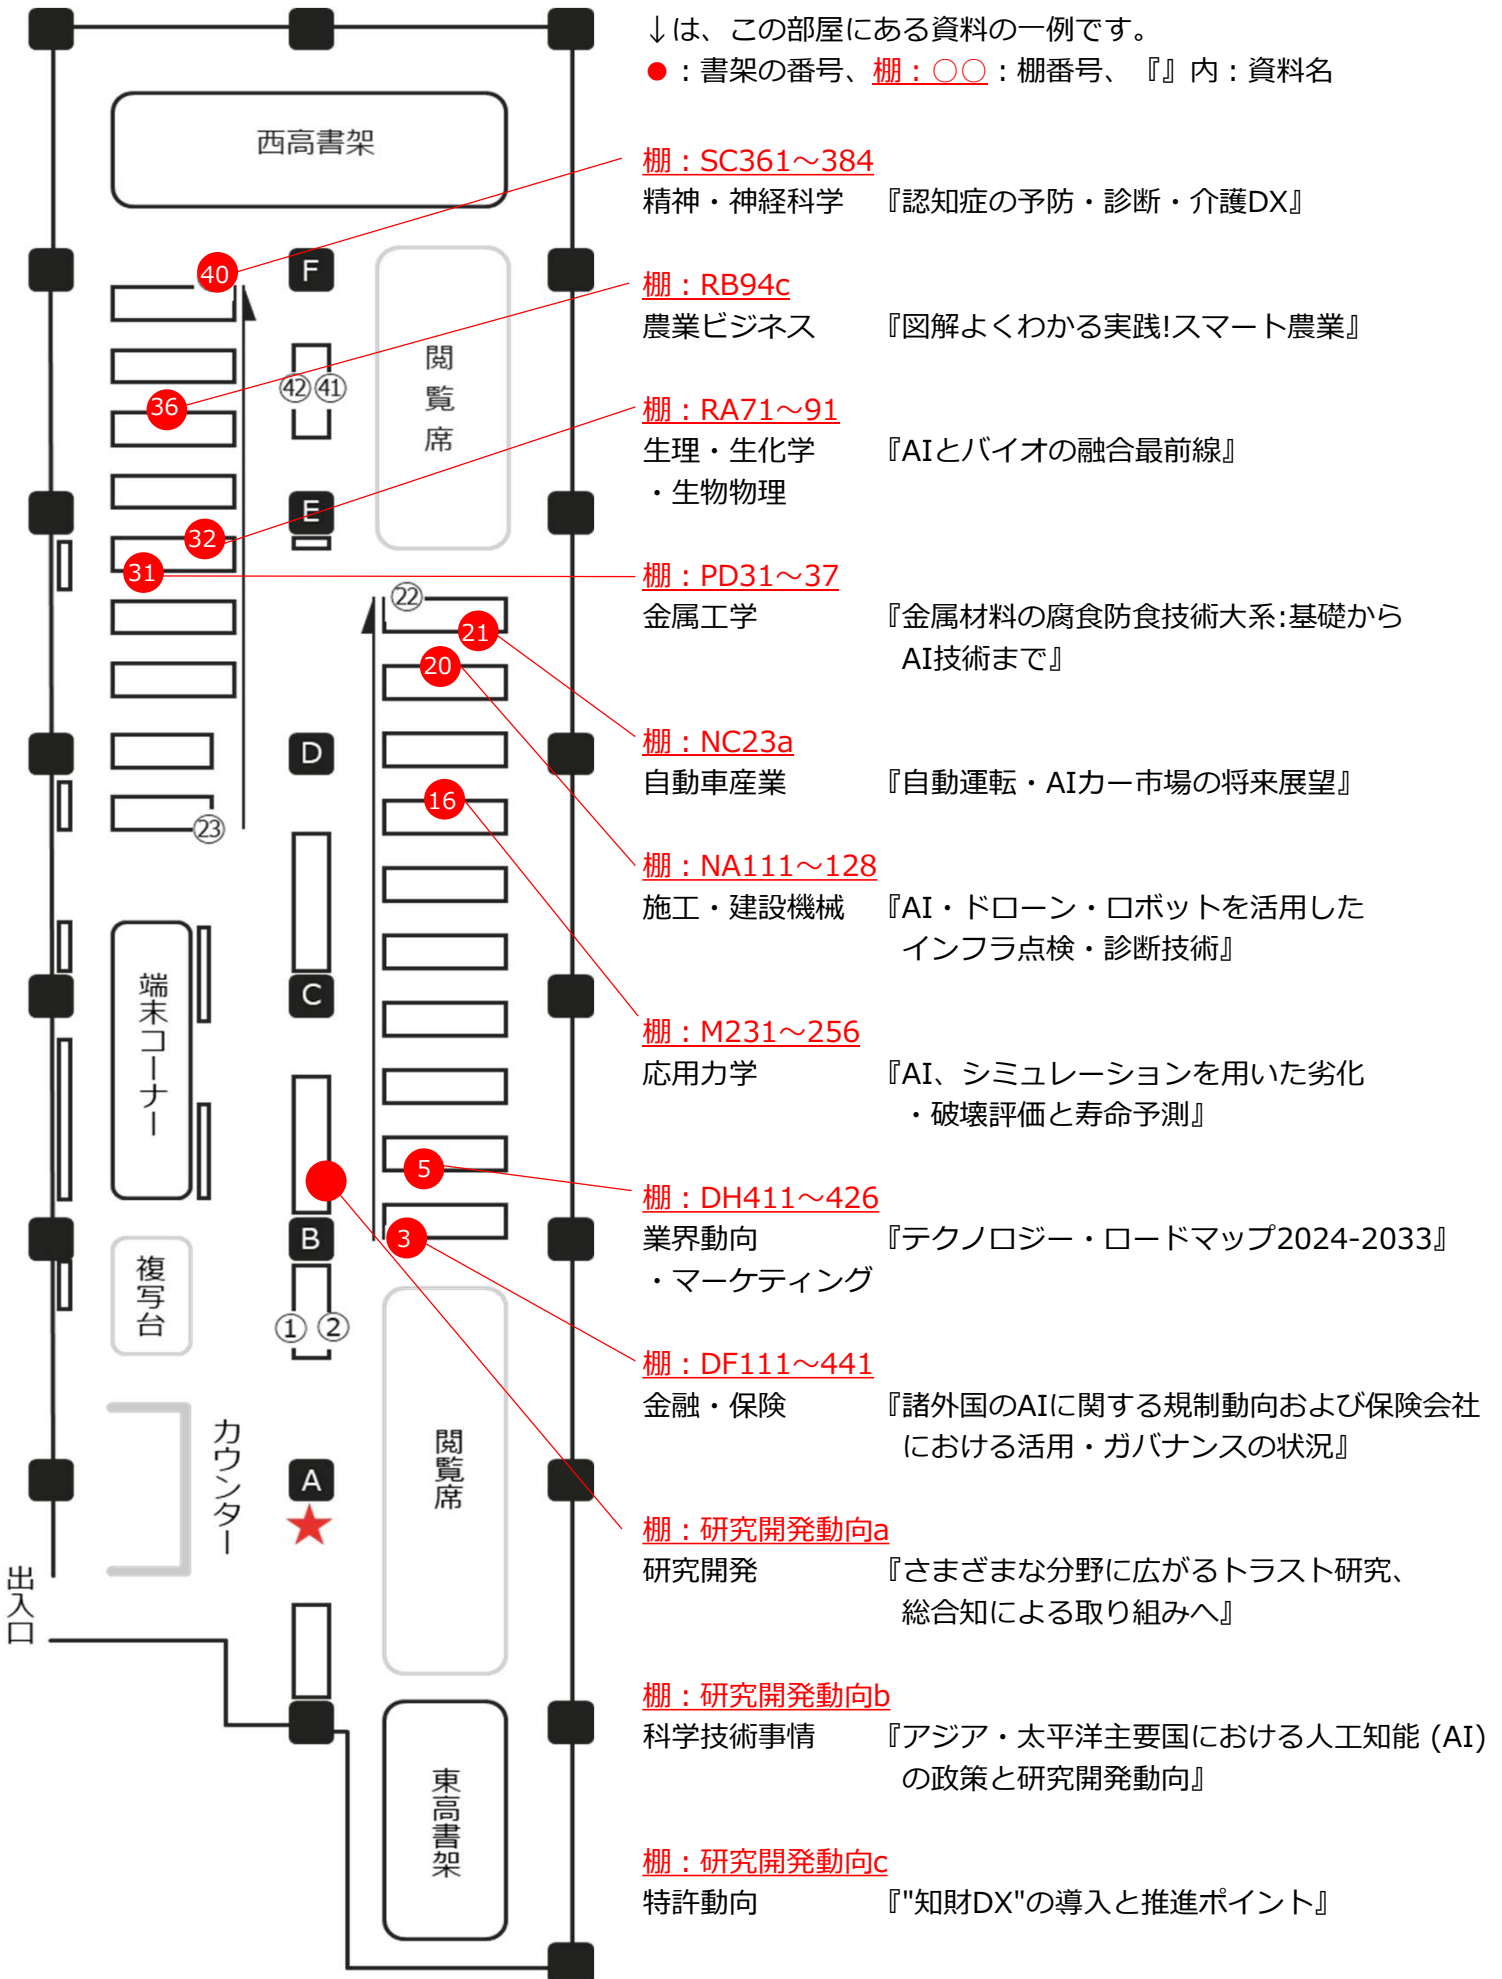 ↓は、この部屋にある資料の一例です。
●：書架の番号、棚：○○：棚番号、『』内：資料名
西高書架
棚：SC361～384
精神・神経科学 『認知症の予防・診断・介護DX』
40
F
棚：RB94c
農業ビジネス 『図解よくわかる実践!スマート農業』
閲覧席
㊷㊶
36
棚：RA71～91
生理・生化学 『AIとバイオの融合最前線』
・生物物理
E
32
31
棚：PD31～37
金属工学 『金属材料の腐食防食技術大系:基礎から
AI技術まで』
㉒
21
20
棚：NC23a
自動車産業 『自動運転・AIカー市場の将来展望』
D
16
㉓
棚：NA111～128
施工・建設機械 『AI・ドローン・ロボットを活用した
インフラ点検・診断技術』
端末コーナー
C
棚：M231～256
応用力学 『AI、シミュレーションを用いた劣化
・破壊評価と寿命予測』
5
棚：DH411～426
業界動向 『テクノロジー・ロードマップ2024-2033』
・マーケティング
B
3
複写台
① ②
棚：DF111～441
金融・保険 『諸外国のAIに関する規制動向および保険会社
における活用・ガバナンスの状況』
カウンター
閲覧席
A
★
棚：研究開発動向a
研究開発 『さまざまな分野に広がるトラスト研究、
総合知による取り組みへ』
出入口
棚：研究開発動向b
科学技術事情 『アジア・太平洋主要国における人工知能 (AI)
の政策と研究開発動向』
東高書架
棚：研究開発動向c
特許動向 『"知財DX"の導入と推進ポイント』